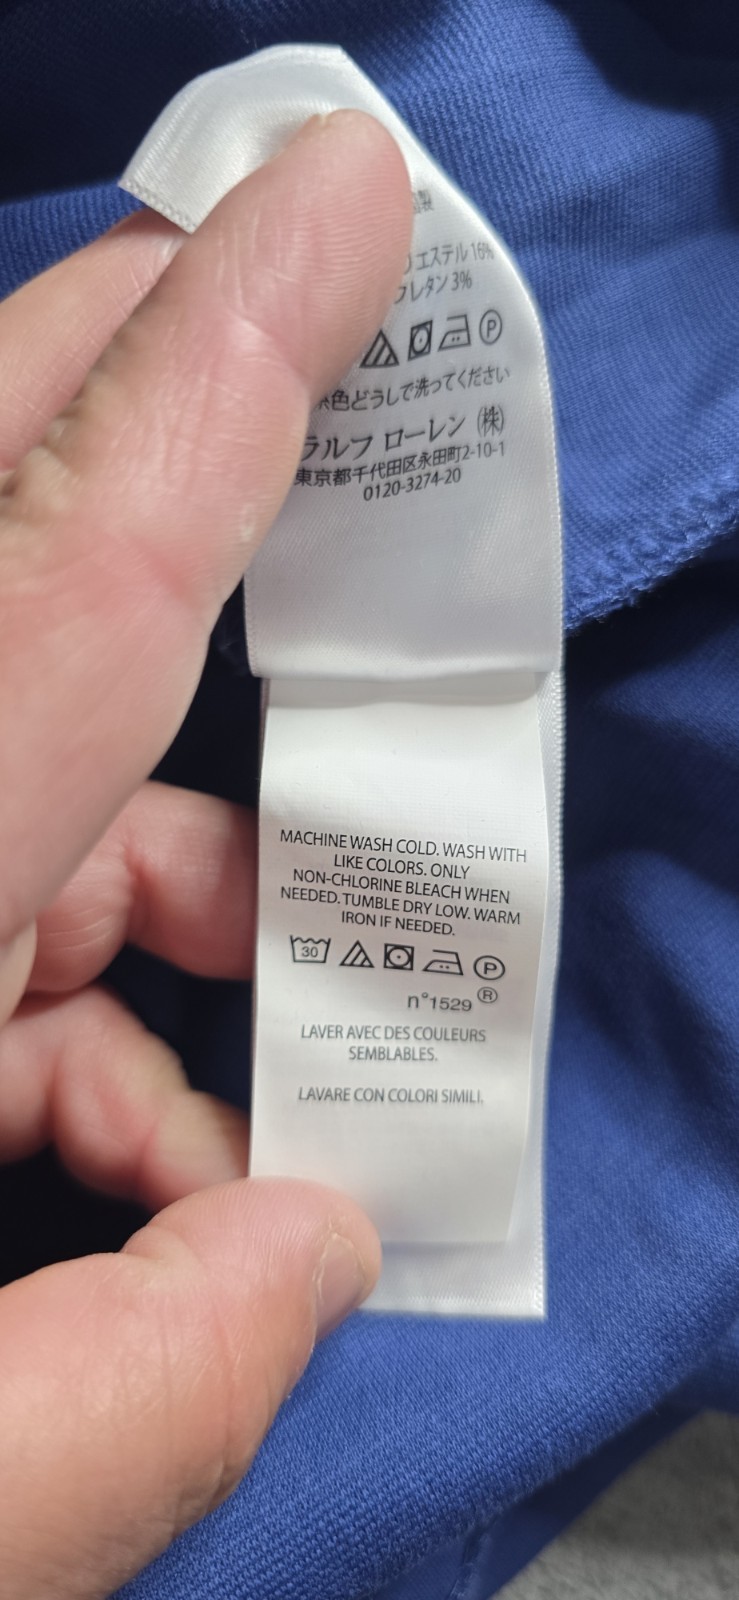 製
エステル 16%
レタン 3%
P
色どうしで洗ってください
ラルフ ローレン (株)
東京都千代田区永田町2-10-1
0120-3274-20
MACHINE WASH COLD. WASH WITH
LIKE COLORS. ONLY
NON-CHLORINE BLEACH WHEN
NEEDED. TUMBLE DRY LOW. WARM
IRON IF NEEDED.
30 P
n°1529 ®
LAVER AVEC DES COULEURS
SEMBLABLES.
LAVARE CON COLORI SIMILI.